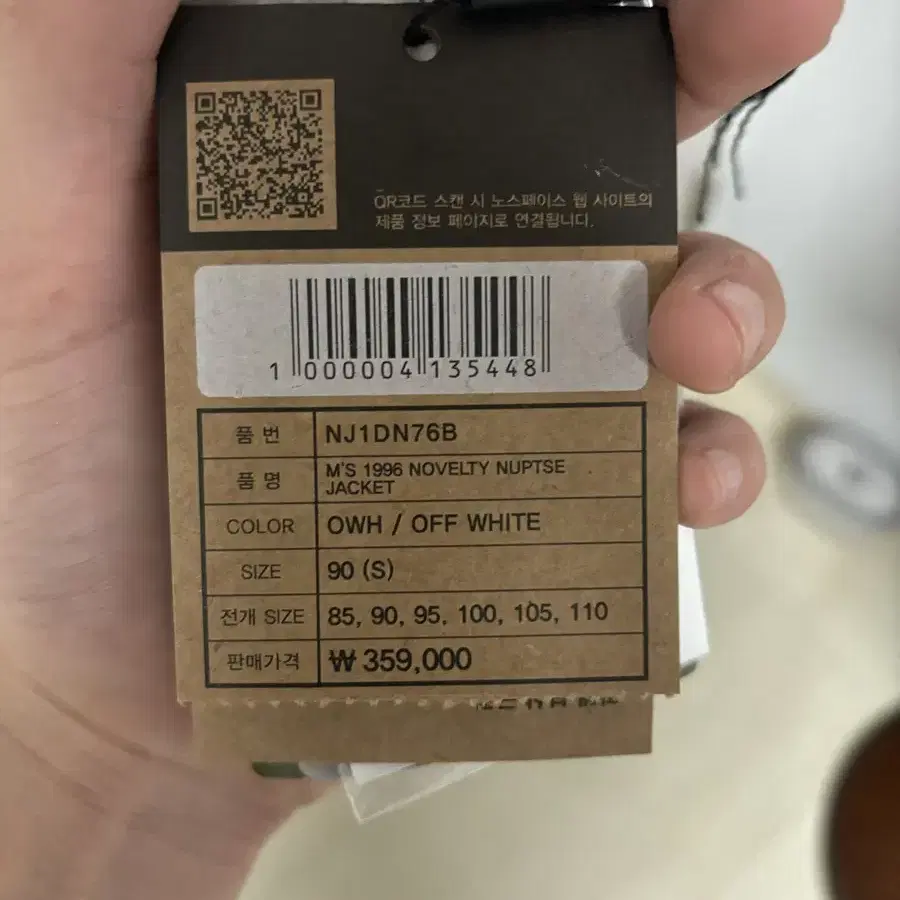 QR코드 스캔 시 노스페이스 웹 사이트의
제품 정보 페이지로 연결됩니다.
1 000004 135448
품 번 NJ1DN76B
품 명 M'S 1996 NOVELTY NUPTSE
JACKET
COLOR OWH / OFF WHITE
SIZE 90 (S)
전개 SIZE 85, 90, 95, 100, 105, 110
판매가격 ₩ 359,000